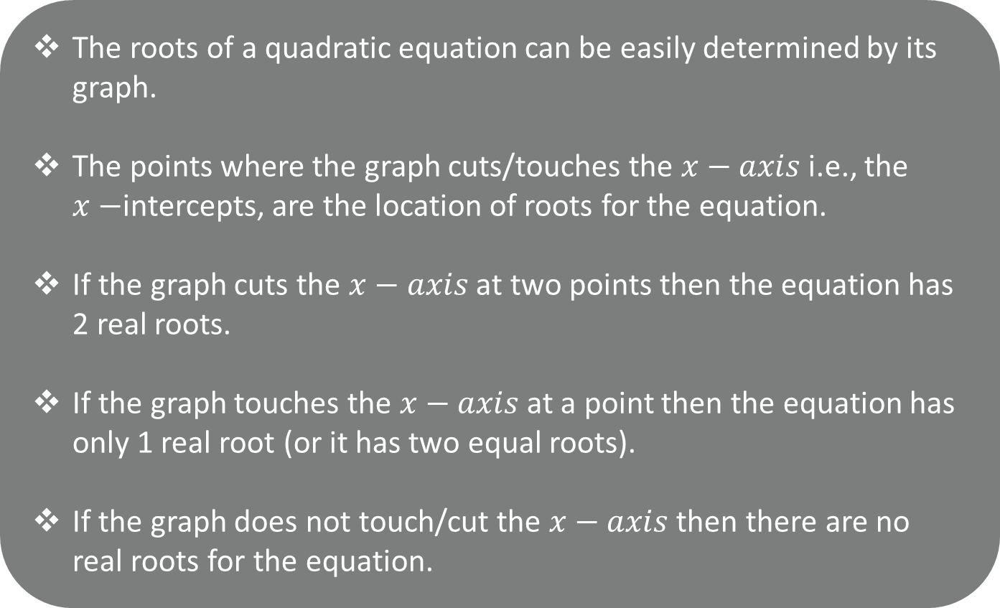 ❖ The roots of a quadratic equation can be easily determined by its
graph.
❖ The points where the graph cuts/touches the x − axis i.e., the
x −intercepts, are the location of roots for the equation.
❖ If the graph cuts the x − axis at two points then the equation has
2 real roots.
❖ If the graph touches the x − axis at a point then the equation has
only 1 real root (or it has two equal roots).
❖ If the graph does not touch/cut the x − axis then there are no
real roots for the equation.